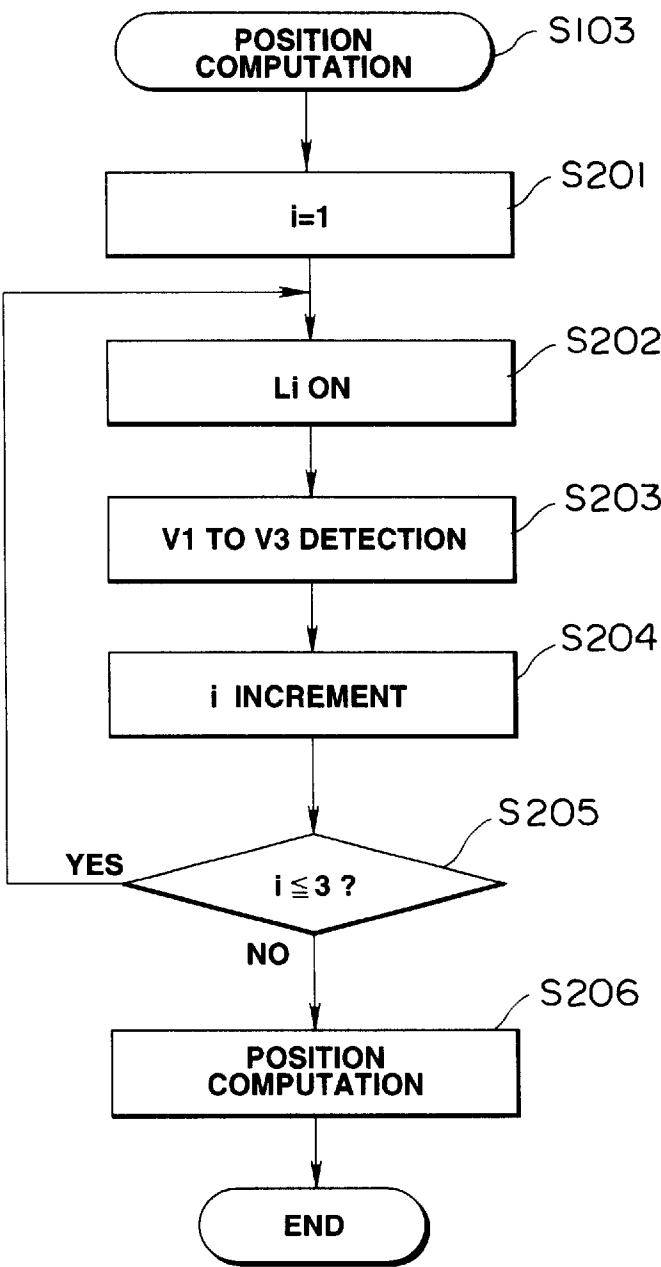 POSITION
COMPUTATION
S103
S201
i=1
S202
Li ON
S203
V1 TO V3 DETECTION
S204
i INCREMENT
S205
YES
i ≦ 3 ?
NO
S206
POSITION
COMPUTATION
END